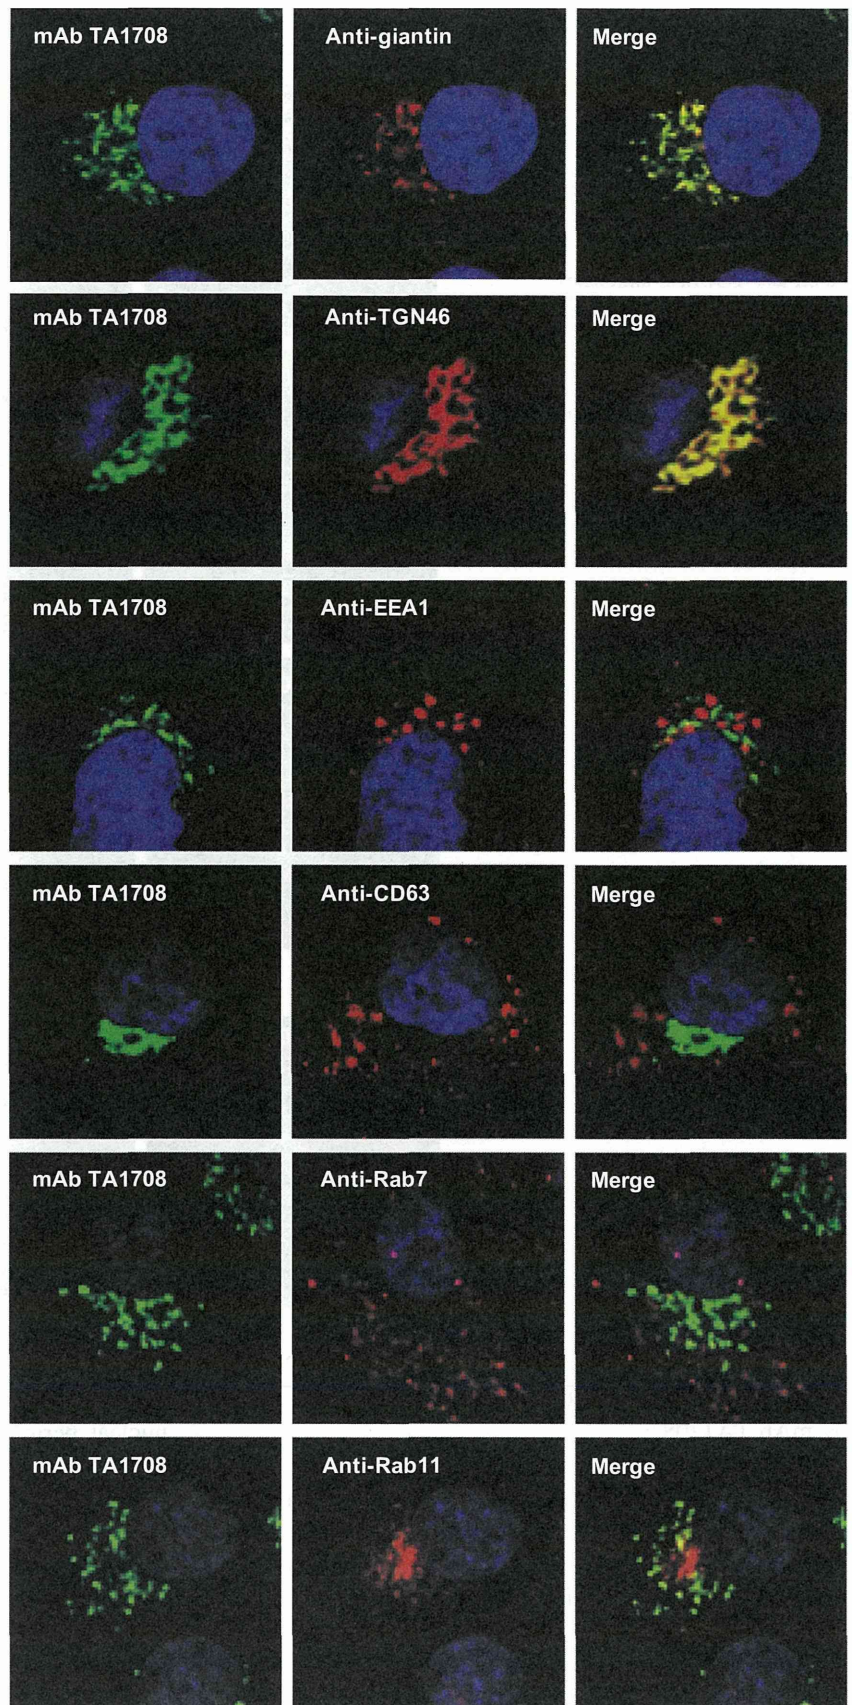 mAb TA1708 Anti-giantin Merge
mAb TA1708 Anti-TGN46 Merge
mAb TA1708 Anti-EEA1 Merge
mAb TA1708 Anti-CD63 Merge
mAb TA1708 Anti-Rab7 Merge
mAb TA1708 Anti-Rab11 Merge